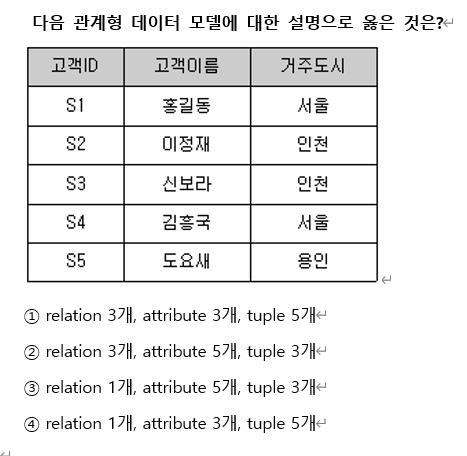 다음 관계형 데이터 모델에 대한 설명으로 옳은 것은?
고객ID 고객이름 거주도시
S1 홍길동 서울
S2 이정재 인천
S3 신보라 인천
S4 김흥국 서울
S5 도요새 용인
① relation 3개, attribute 3개, tuple 5개
② relation 3개, attribute 5개, tuple 3개
③ relation 1개, attribute 5개, tuple 3개
④ relation 1개, attribute 3개, tuple 5개